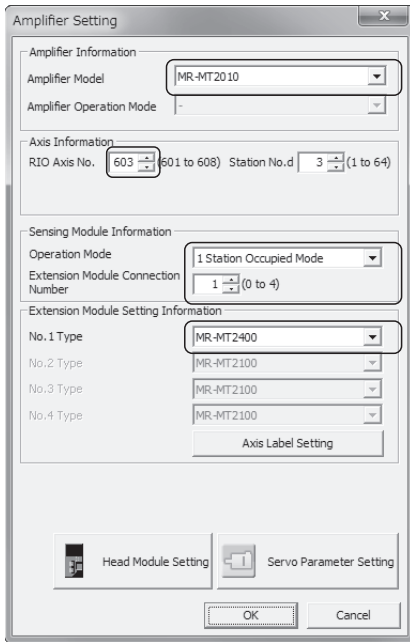 Amplifier Setting
x
Amplifier Information
Amplifier Model MR-MT2010
Amplifier Operation Mode -
Axis Information
RIO Axis No. 603 (601 to 608) Station No.d 3 (1 to 64)
Sensing Module Information
Operation Mode 1 Station Occupied Mode
Extension Module Connection
Number 1 (0 to 4)
Extension Module Setting Information
No.1 Type MR-MT2400
No.2 Type MR-MT2100
No.3 Type MR-MT2100
No.4 Type MR-MT2100
Axis Label Setting
Head Module Setting Servo Parameter Setting
OK Cancel